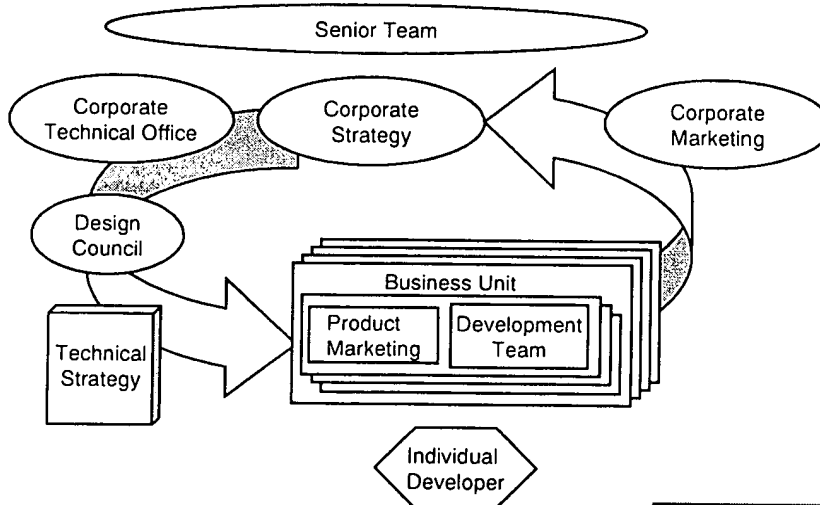 Senior Team
Corporate
Technical Office
Corporate
Strategy
Corporate
Marketing
Design
Council
Business Unit
Product
Marketing
Development
Team
Technical
Strategy
Individual
Developer